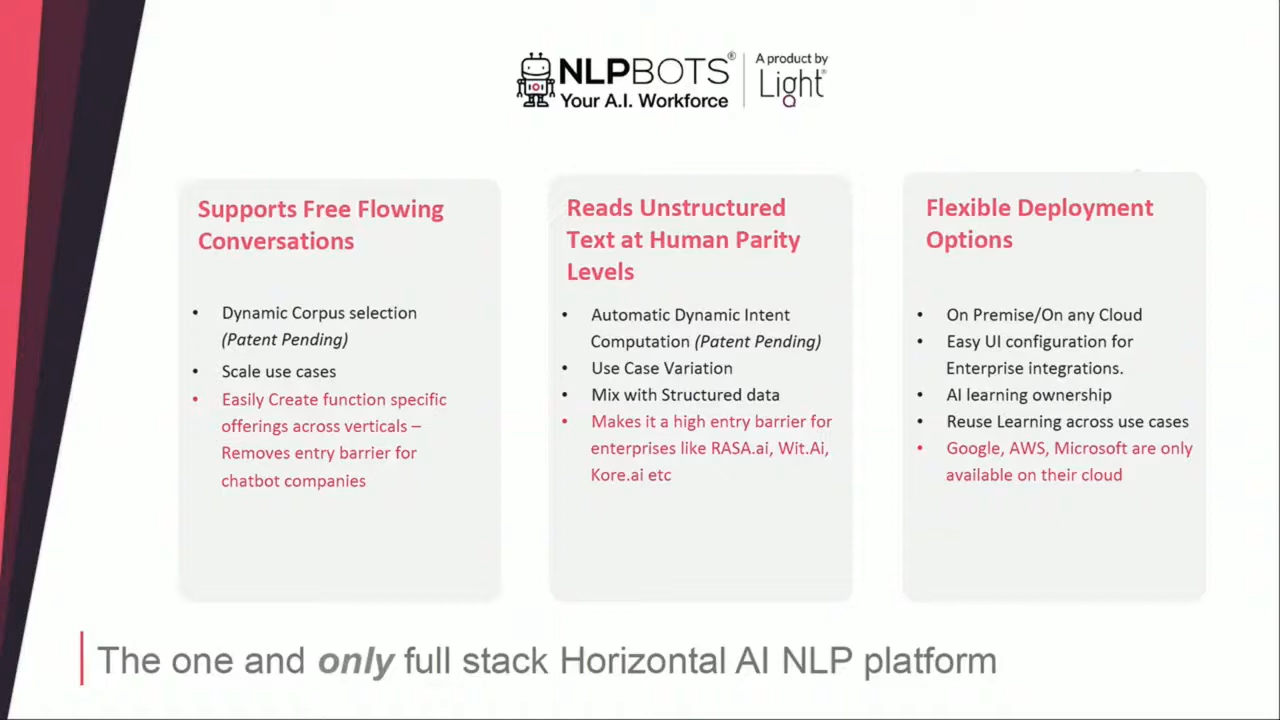 NLPBOTS®
Your A.I. Workforce
A product by
Light®
Supports Free Flowing
Conversations
• Dynamic Corpus selection
(Patent Pending)
• Scale use cases
• Easily Create function specific
offerings across verticals –
Removes entry barrier for
chatbot companies
Reads Unstructured
Text at Human Parity
Levels
• Automatic Dynamic Intent
Computation (Patent Pending)
• Use Case Variation
• Mix with Structured data
• Makes it a high entry barrier for
enterprises like RASA.ai, Wit.Ai,
Kore.ai etc
Flexible Deployment
Options
• On Premise/On any Cloud
• Easy UI configuration for
Enterprise integrations.
• AI learning ownership
• Reuse Learning across use cases
• Google, AWS, Microsoft are only
available on their cloud
The one and only full stack Horizontal AI NLP platform